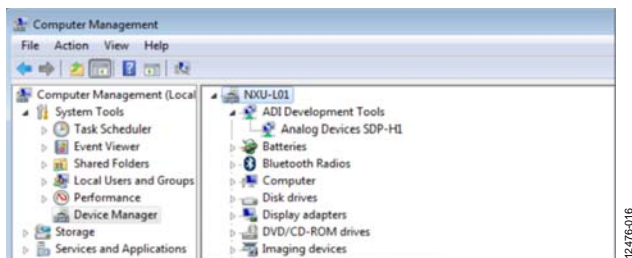 Computer Management
File Action View Help
Computer Management (Local
System Tools
Task Scheduler
Event Viewer
Shared Folders
Local Users and Groups
Performance
Device Manager
Storage
Services and Applications
NXU-L01
ADI Development Tools
Analog Devices SDP-H1
Batteries
Bluetooth Radios
Computer
Disk drives
Display adapters
DVD/CD-ROM drives
Imaging devices
12476-016